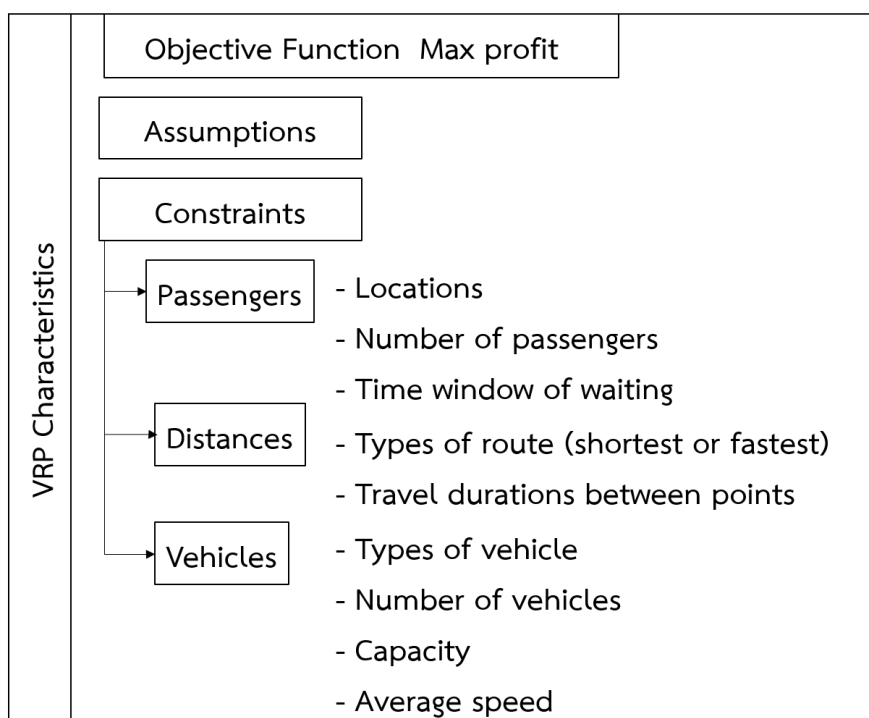 VRP Characteristics
Objective Function  Max profit
Assumptions
Constraints
Passengers
- Locations
- Number of passengers
- Time window of waiting
Distances
- Types of route (shortest or fastest)
- Travel durations between points
Vehicles
- Types of vehicle
- Number of vehicles
- Capacity
- Average speed